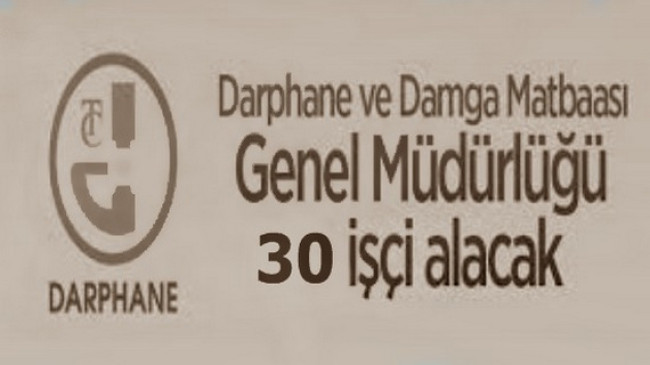 TC
DARPHANE
Darphane ve Damga Matbaası
Genel Müdürlüğü
30 işçi alacak